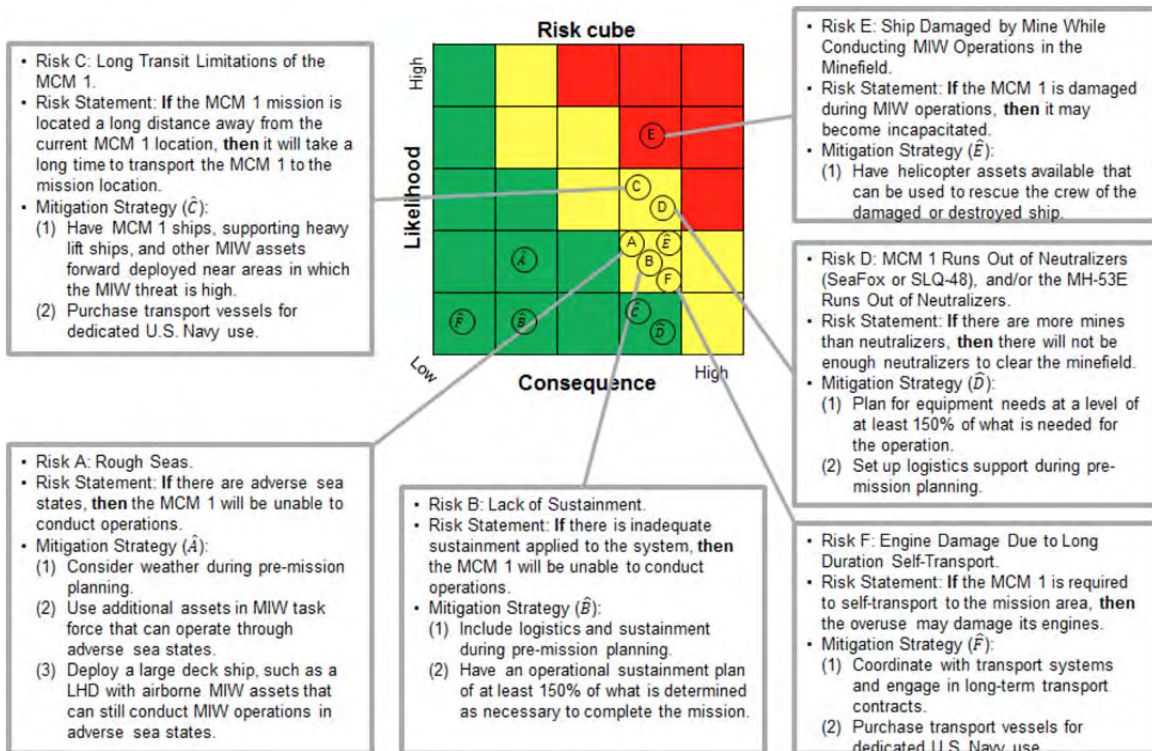 Risk cube
High
Likelihood
Low
Consequence
High
E
C
D
A
Ê
B
F
Â
F̂
B̂
Ĉ
D̂
• Risk C: Long Transit Limitations of the
MCM 1.
• Risk Statement: If the MCM 1 mission is
located a long distance away from the
current MCM 1 location, then it will take a
long time to transport the MCM 1 to the
mission location.
• Mitigation Strategy (Ĉ):
(1) Have MCM 1 ships, supporting heavy
lift ships, and other MIW assets
forward deployed near areas in which
the MIW threat is high.
(2) Purchase transport vessels for
dedicated U.S. Navy use.
• Risk E: Ship Damaged by Mine While
Conducting MIW Operations in the
Minefield.
• Risk Statement: If the MCM 1 is damaged
during MIW operations, then it may
become incapacitated.
• Mitigation Strategy (Ê):
(1) Have helicopter assets available that
can be used to rescue the crew of the
damaged or destroyed ship.
• Risk D: MCM 1 Runs Out of Neutralizers
(SeaFox or SLQ-48), and/or the MH-53E
Runs Out of Neutralizers.
• Risk Statement: If there are more mines
than neutralizers, then there will not be
enough neutralizers to clear the minefield.
• Mitigation Strategy (D̂):
(1) Plan for equipment needs at a level of
at least 150% of what is needed for
the operation.
(2) Set up logistics support during pre-
mission planning.
• Risk A: Rough Seas.
• Risk Statement: If there are adverse sea
states, then the MCM 1 will be unable to
conduct operations.
• Mitigation Strategy (Â):
(1) Consider weather during pre-mission
planning.
(2) Use additional assets in MIW task
force that can operate through
adverse sea states.
(3) Deploy a large deck ship, such as a
LHD with airborne MIW assets that
can still conduct MIW operations in
adverse sea states.
• Risk B: Lack of Sustainment.
• Risk Statement: If there is inadequate
sustainment applied to the system, then
the MCM 1 will be unable to conduct
operations.
• Mitigation Strategy (B̂):
(1) Include logistics and sustainment
during pre-mission planning.
(2) Have an operational sustainment plan
of at least 150% of what is determined
as necessary to complete the mission.
• Risk F: Engine Damage Due to Long
Duration Self-Transport.
• Risk Statement: If the MCM 1 is required
to self-transport to the mission area, then
the overuse may damage its engines.
• Mitigation Strategy (F̂):
(1) Coordinate with transport systems
and engage in long-term transport
contracts.
(2) Purchase transport vessels for
dedicated U.S. Navy use